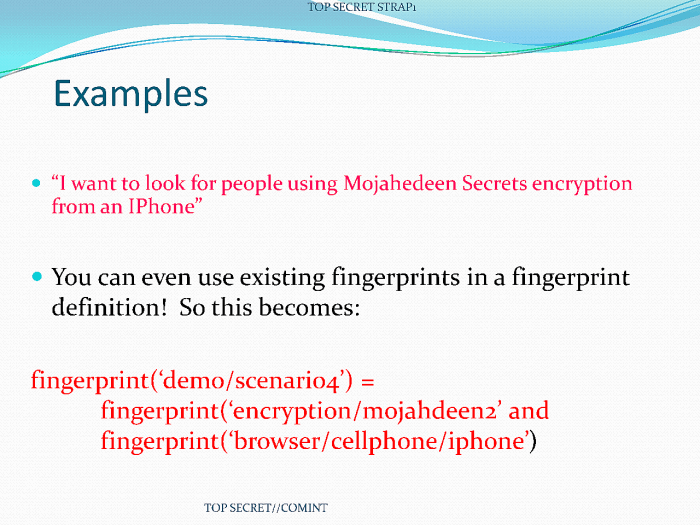 TOP SECRET STRAP1
Examples
“I want to look for people using Mojahedeen Secrets encryption
from an IPhone”
You can even use existing fingerprints in a fingerprint
definition!  So this becomes:
fingerprint(‘demo/scenario4’) =
fingerprint(‘encryption/mojahdeen2’ and
fingerprint(‘browser/cellphone/iphone’)
TOP SECRET//COMINT